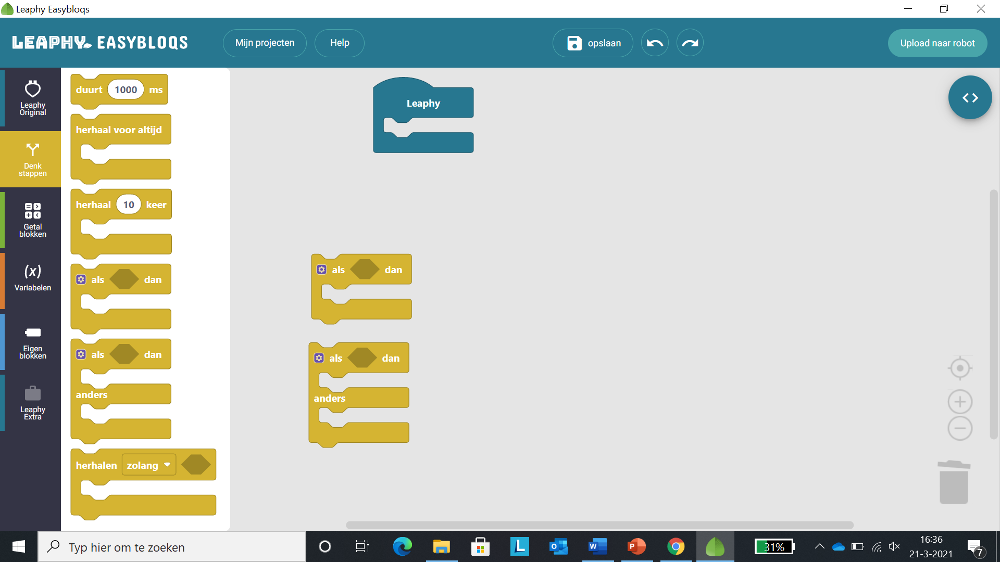 Leaphy Easybloqs
LEAPHY EASYBLOQS
Mijn projecten
Help
opslaan
Upload naar robot
Leaphy
Original
Denk
stappen
Getal
blokken
(x)
Variabelen
Eigen
blokken
Leaphy
Extra
duurt 1000 ms
herhaal voor altijd
herhaal 10 keer
als dan
als dan
anders
herhalen zolang
Leaphy
als dan
als dan
anders
Typ hier om te zoeken
31%
16:36
21-3-2021
7